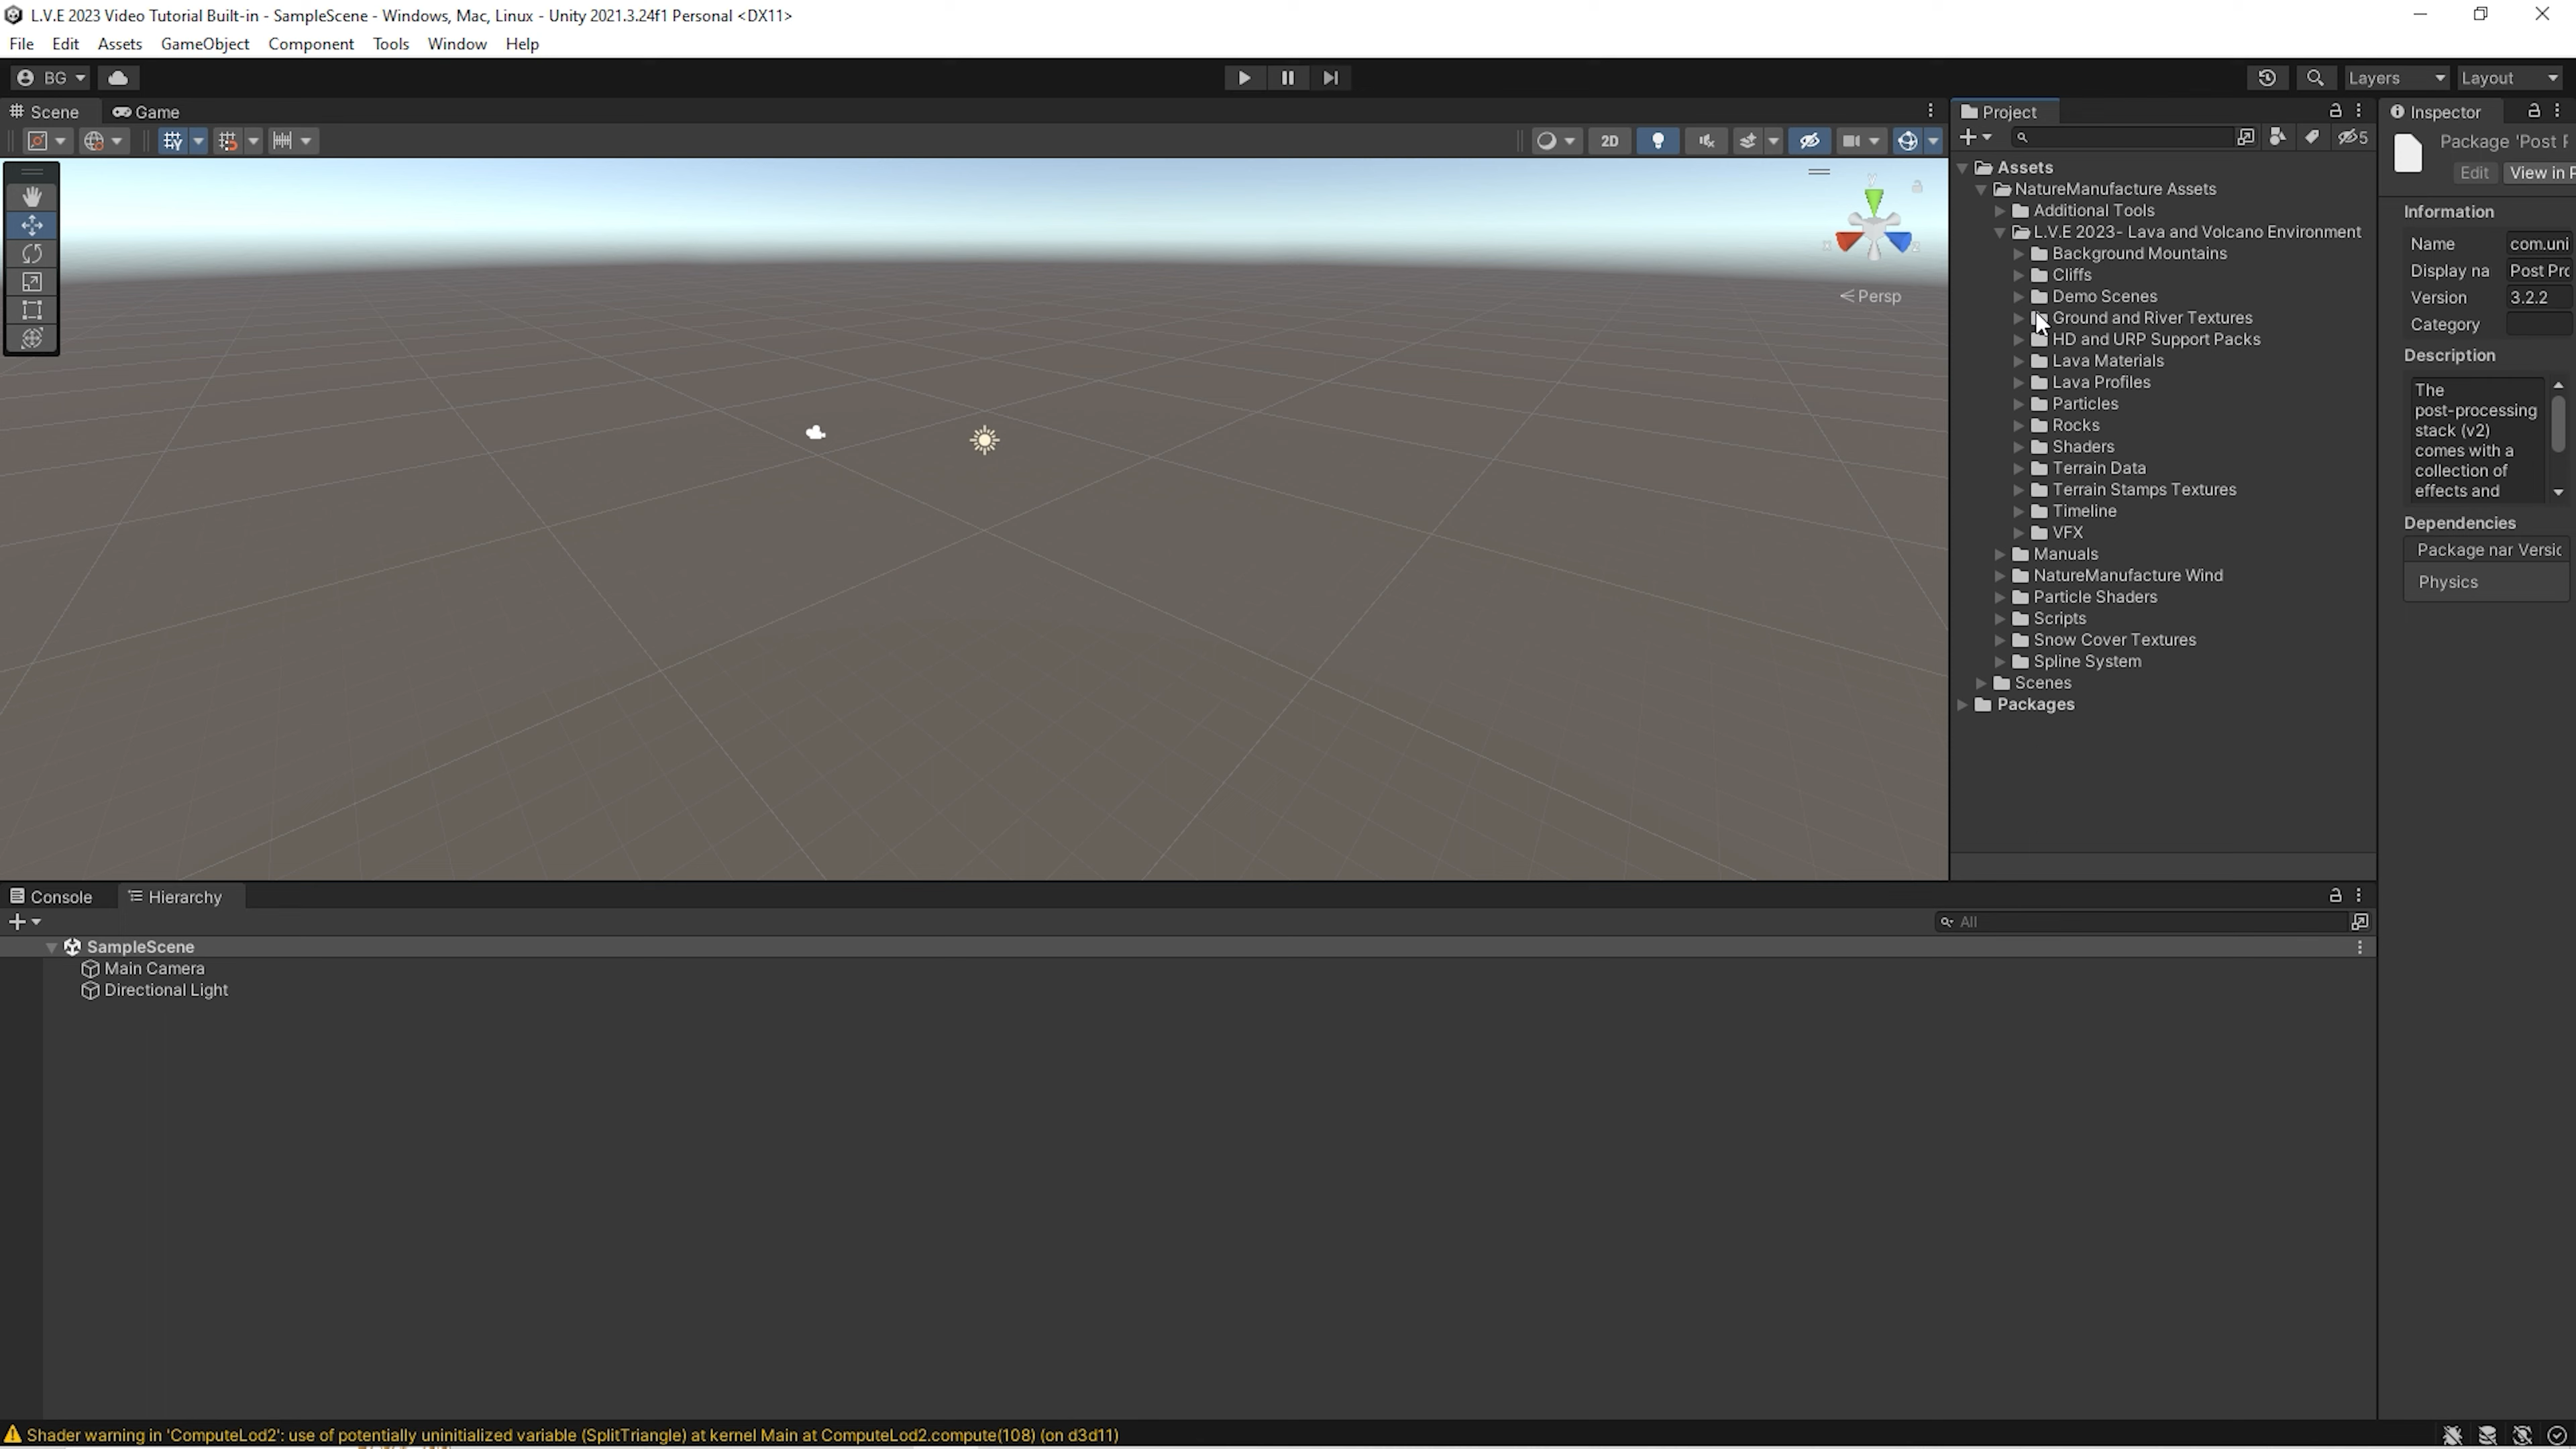 L.V.E 2023 Video Tutorial Built-in - SampleScene - Windows, Mac, Linux - Unity 2021.3.24f1 Personal <DX11>
File Edit Assets GameObject Component Tools Window Help
BG Layers Layout
Scene Game
2D
Persp
Project
5
Assets
NatureManufacture Assets
Additional Tools
L.V.E 2023- Lava and Volcano Environment
Background Mountains
Cliffs
Demo Scenes
Ground and River Textures
HD and URP Support Packs
Lava Materials
Lava Profiles
Particles
Rocks
Shaders
Terrain Data
Terrain Stamps Textures
Timeline
VFX
Manuals
NatureManufacture Wind
Particle Shaders
Scripts
Snow Cover Textures
Spline System
Scenes
Packages
Inspector
Package 'Post P
Edit View in P
Information
Name com.uni
Display na Post Prc
Version 3.2.2
Category
Description
The
post-processing
stack (v2)
comes with a
collection of
effects and
Dependencies
Package nar Versic
Physics
Console Hierarchy
All
SampleScene
Main Camera
Directional Light
Shader warning in 'ComputeLod2': use of potentially uninitialized variable (SplitTriangle) at kernel Main at ComputeLod2.compute(108) (on d3d11)